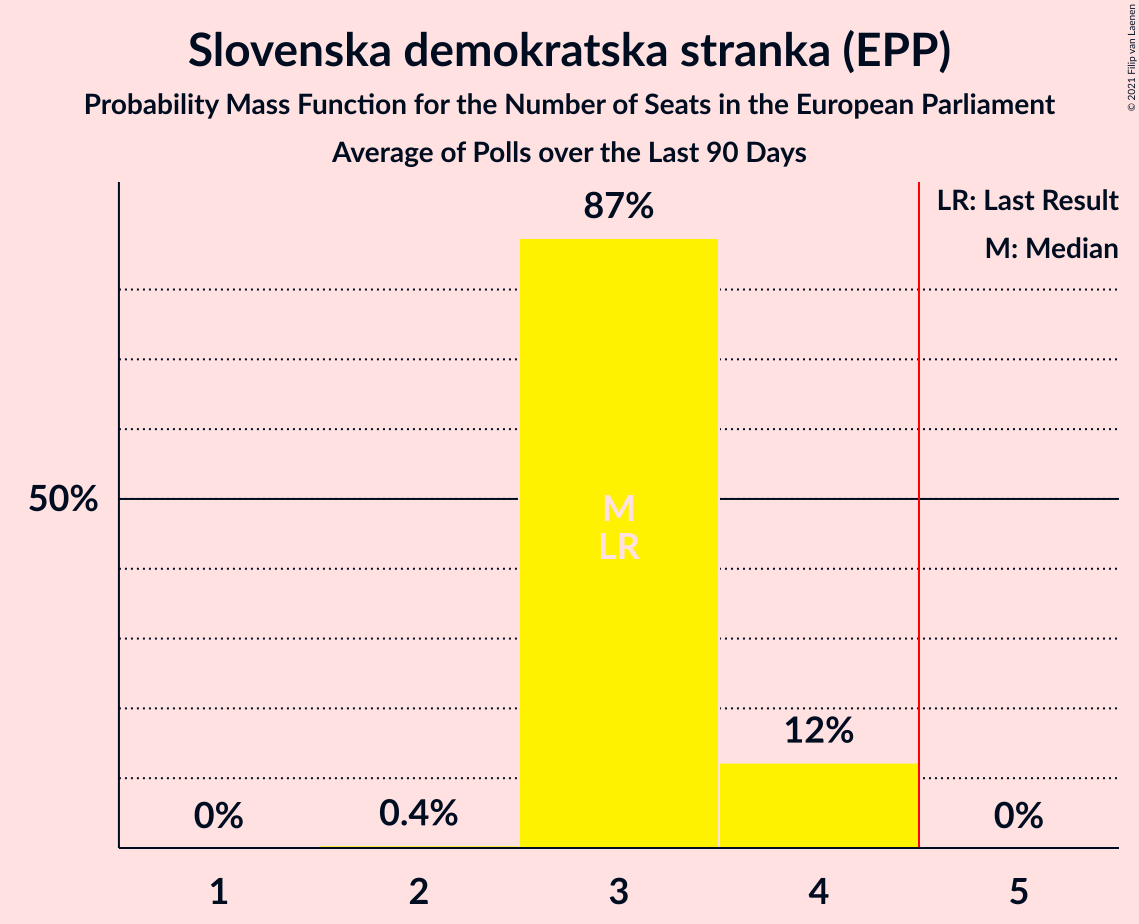 Slovenska demokratska stranka (EPP)
Probability Mass Function for the Number of Seats in the European Parliament
Average of Polls over the Last 90 Days
© 2021 Filip van Laenen
LR: Last Result
M: Median
87%
50%
M
LR
12%
0%
0.4%
0%
1
2
3
4
5